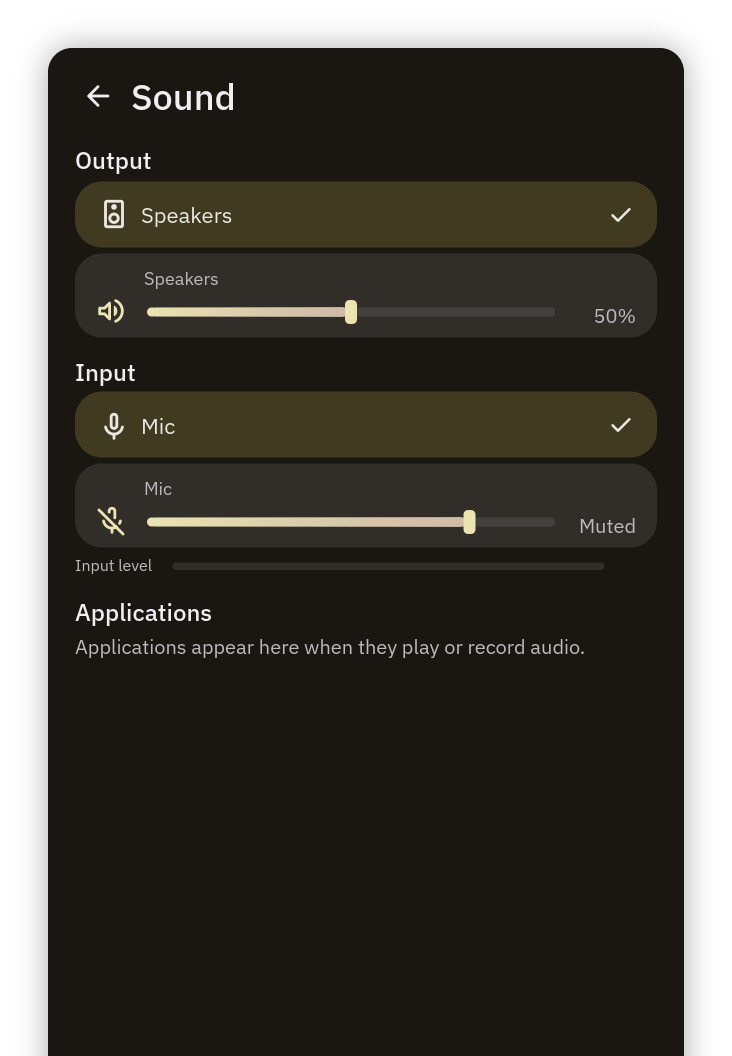 Sound
Output
Speakers
Speakers
50%
Input
Mic
Mic
Muted
Input level
Applications
Applications appear here when they play or record audio.